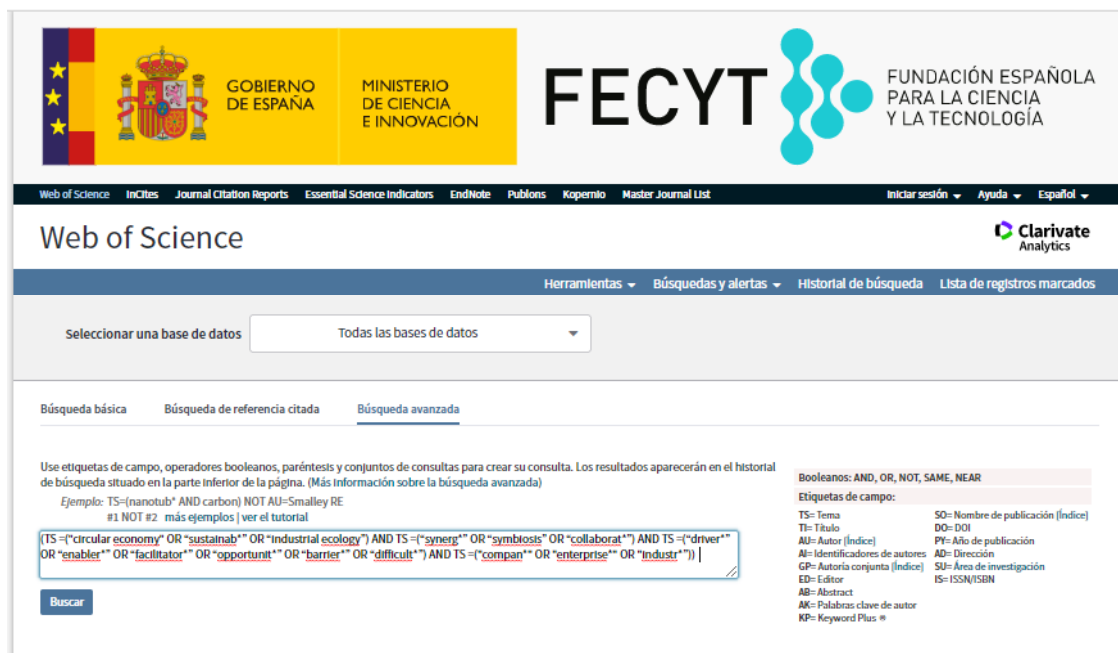 GOBIERNO
DE ESPAÑA
MINISTERIO
DE CIENCIA
E INNOVACIÓN
FECYT
FUNDACIÓN ESPAÑOLA
PARA LA CIENCIA
Y LA TECNOLOGÍA
Web of Science InCites Journal Citation Reports Essential Science Indicators EndNote Publons Kopernio Master Journal List Iniciar sesión Ayuda Español
Web of Science
Clarivate
Analytics
Herramientas Búsquedas y alertas Historial de búsqueda Lista de registros marcados
Seleccionar una base de datos Todas las bases de datos
Búsqueda básica Búsqueda de referencia citada Búsqueda avanzada
Use etiquetas de campo, operadores booleanos, paréntesis y conjuntos de consultas para crear su consulta. Los resultados aparecerán en el historial
de búsqueda situado en la parte inferior de la página. (Más información sobre la búsqueda avanzada)
Ejemplo: TS=(nanotub* AND carbon) NOT AU=Smalley RE
#1 NOT #2 más ejemplos | ver el tutorial
(TS =("circular economy" OR "sustainab*" OR "industrial ecology") AND TS =("synerg*" OR "symbiosis" OR "collaborat*") AND TS =("driver*"
OR "enabler*" OR "facilitator*" OR "opportunit*" OR "barrier*" OR "difficult*") AND TS =("compan*" OR "enterprise*" OR "industr*"))
Buscar
Booleanos: AND, OR, NOT, SAME, NEAR
Etiquetas de campo:
TS= Tema
TI= Título
AU= Autor [Índice]
AI= Identificadores de autores
GP= Autoría conjunta [Índice]
ED= Editor
AB= Abstract
AK= Palabras clave de autor
KP= Keyword Plus ®
SO= Nombre de publicación [Índice]
DO= DOI
PY= Año de publicación
AD= Dirección
SU= Área de investigación
IS= ISSN/ISBN